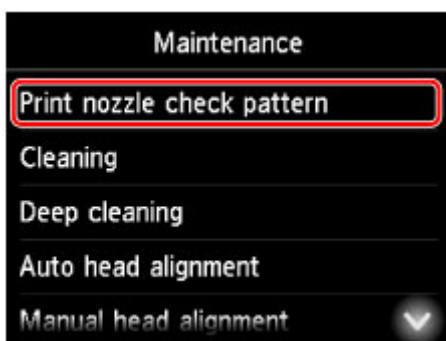 Maintenance
Print nozzle check pattern
Cleaning
Deep cleaning
Auto head alignment
Manual head alignment